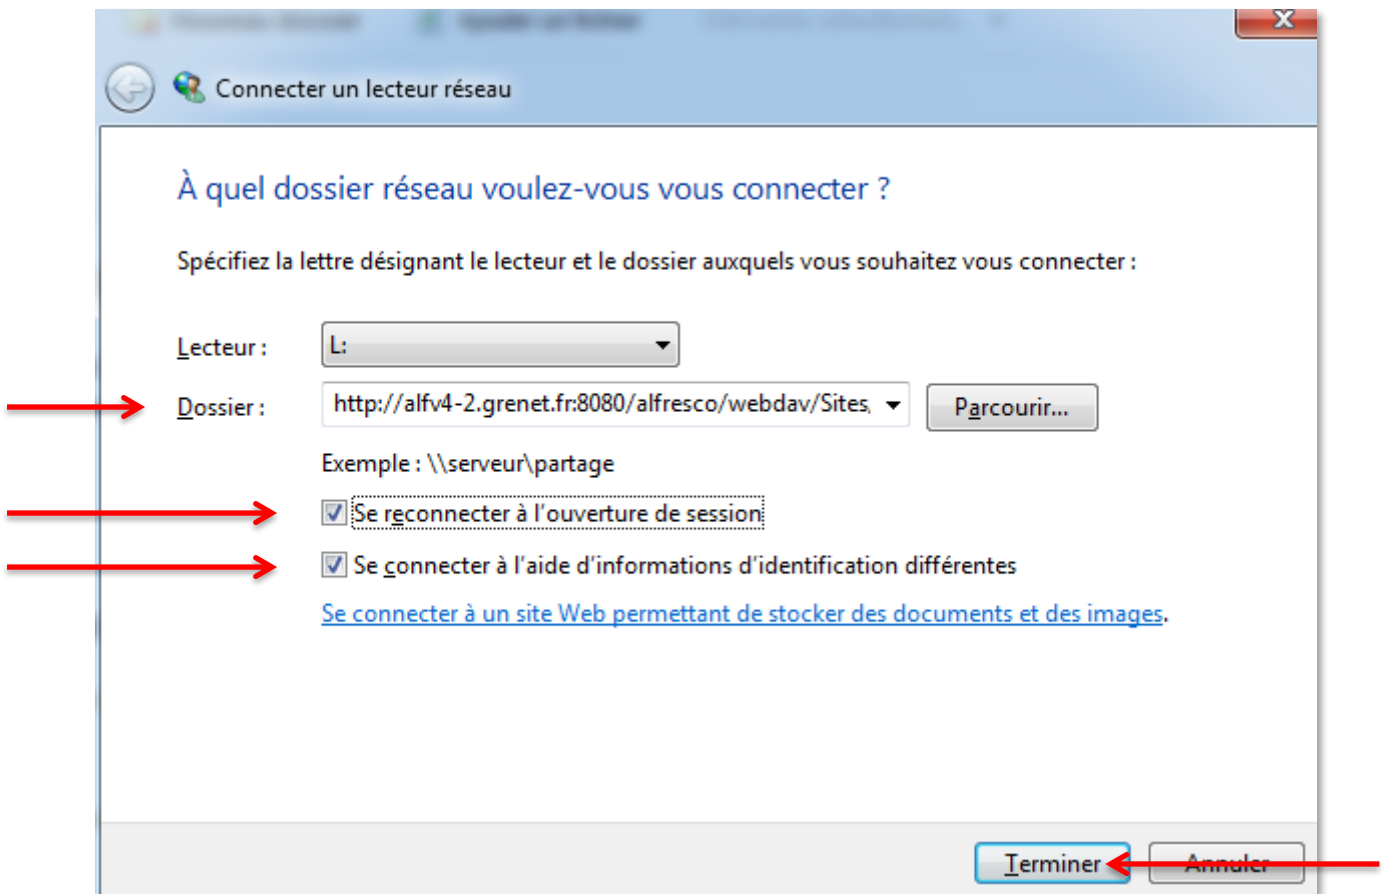 Connecter un lecteur réseau
À quel dossier réseau voulez-vous vous connecter ?
Spécifiez la lettre désignant le lecteur et le dossier auxquels vous souhaitez vous connecter :
Lecteur : L:
Dossier : http://alfv4-2.grenet.fr:8080/alfresco/webdav/Sites, Parcourir...
Exemple : \\serveur\partage
Se reconnecter à l'ouverture de session
Se connecter à l'aide d'informations d'identification différentes
Se connecter à un site Web permettant de stocker des documents et des images.
Terminer Annuler